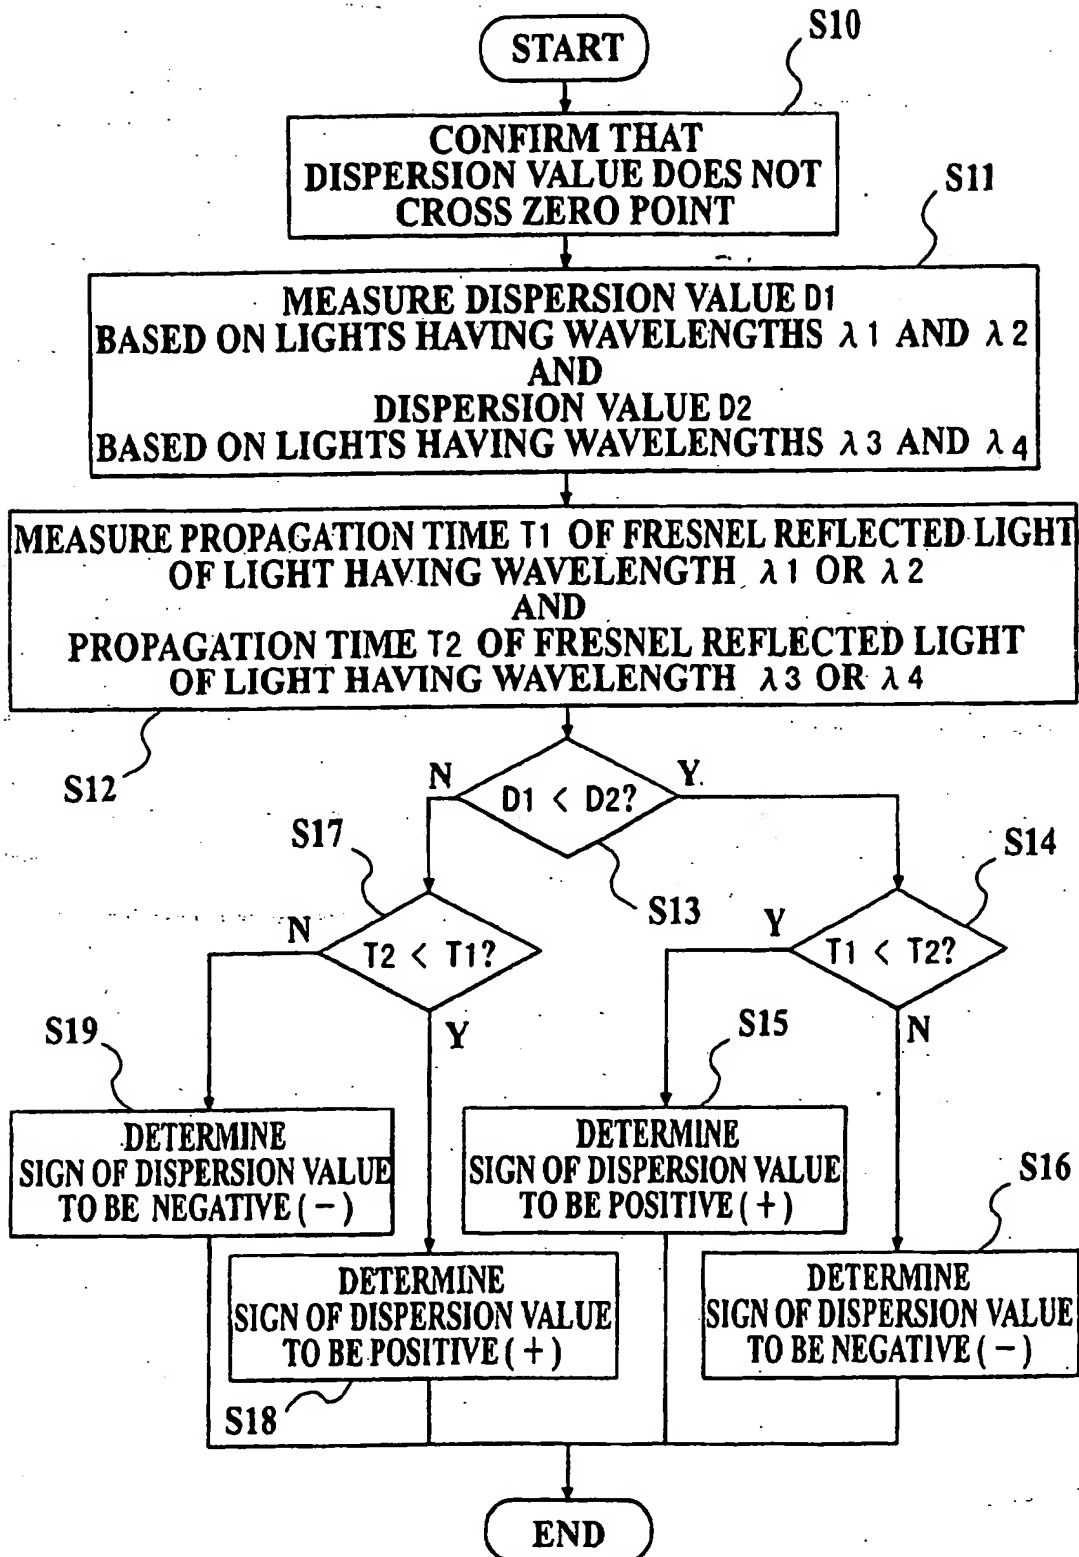 START
S10
CONFIRM THAT
DISPERSION VALUE DOES NOT
CROSS ZERO POINT
S11
MEASURE DISPERSION VALUE D1
BASED ON LIGHTS HAVING WAVELENGTHS λ1 AND λ2
AND
DISPERSION VALUE D2
BASED ON LIGHTS HAVING WAVELENGTHS λ3 AND λ4
MEASURE PROPAGATION TIME T1 OF FRESNEL REFLECTED LIGHT
OF LIGHT HAVING WAVELENGTH λ1 OR λ2
AND
PROPAGATION TIME T2 OF FRESNEL REFLECTED LIGHT
OF LIGHT HAVING WAVELENGTH λ3 OR λ4
S12
N
D1 < D2?
Y
S13
S17
S14
N
T2 < T1?
Y
Y
T1 < T2?
N
S19
S15
DETERMINE
SIGN OF DISPERSION VALUE
TO BE NEGATIVE (−)
DETERMINE
SIGN OF DISPERSION VALUE
TO BE POSITIVE (+)
S16
DETERMINE
SIGN OF DISPERSION VALUE
TO BE POSITIVE (+)
S18
DETERMINE
SIGN OF DISPERSION VALUE
TO BE NEGATIVE (−)
END